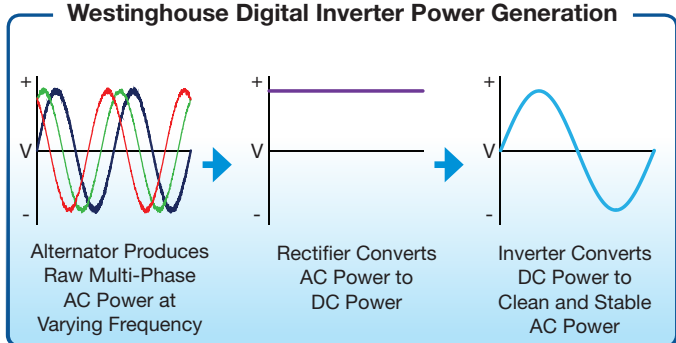 Westinghouse Digital Inverter Power Generation
+
V
-
+
V
-
+
V
-
Alternator Produces
Raw Multi-Phase
AC Power at
Varying Frequency
Rectifier Converts
AC Power to
DC Power
Inverter Converts
DC Power to
Clean and Stable
AC Power